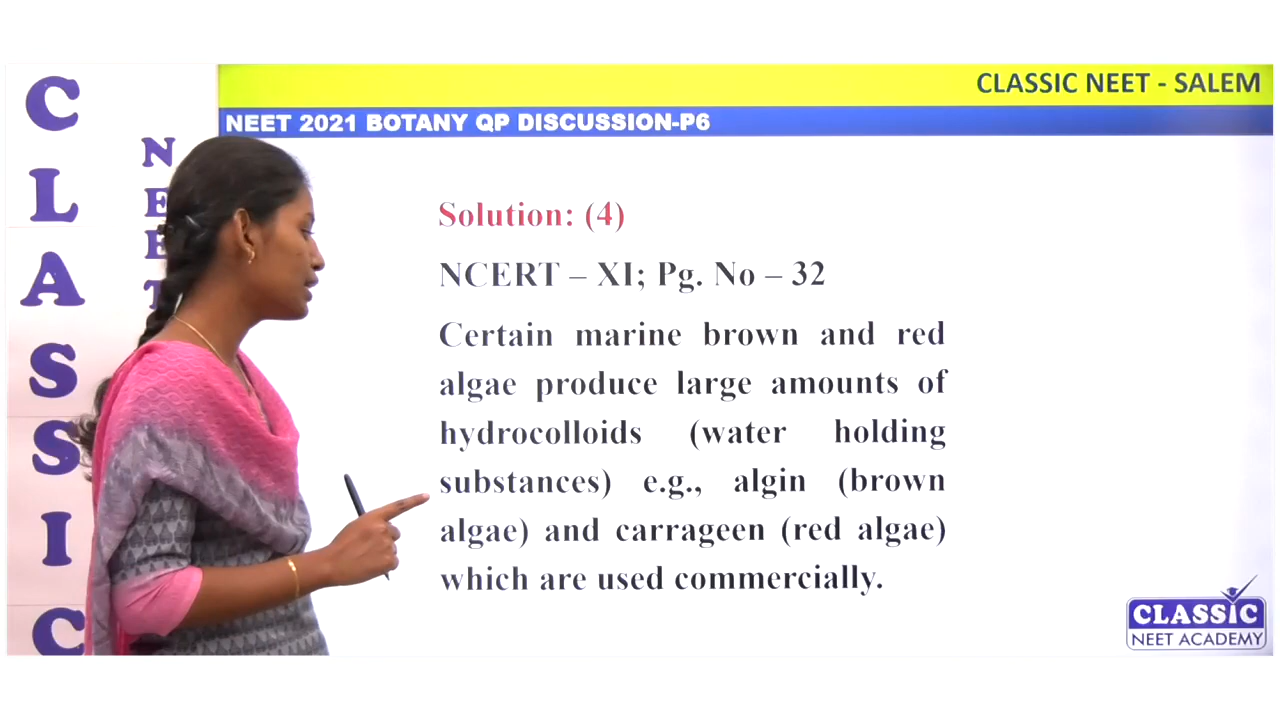 CLASSIC NEET - SALEM
NEET 2021 BOTANY QP DISCUSSION-P6
CLASSIC
NEET
Solution: (4)
NCERT – XI; Pg. No – 32
Certain marine brown and red
algae produce large amounts of
hydrocolloids (water holding
substances) e.g., algin (brown
algae) and carrageen (red algae)
which are used commercially.
CLASSIC
NEET ACADEMY